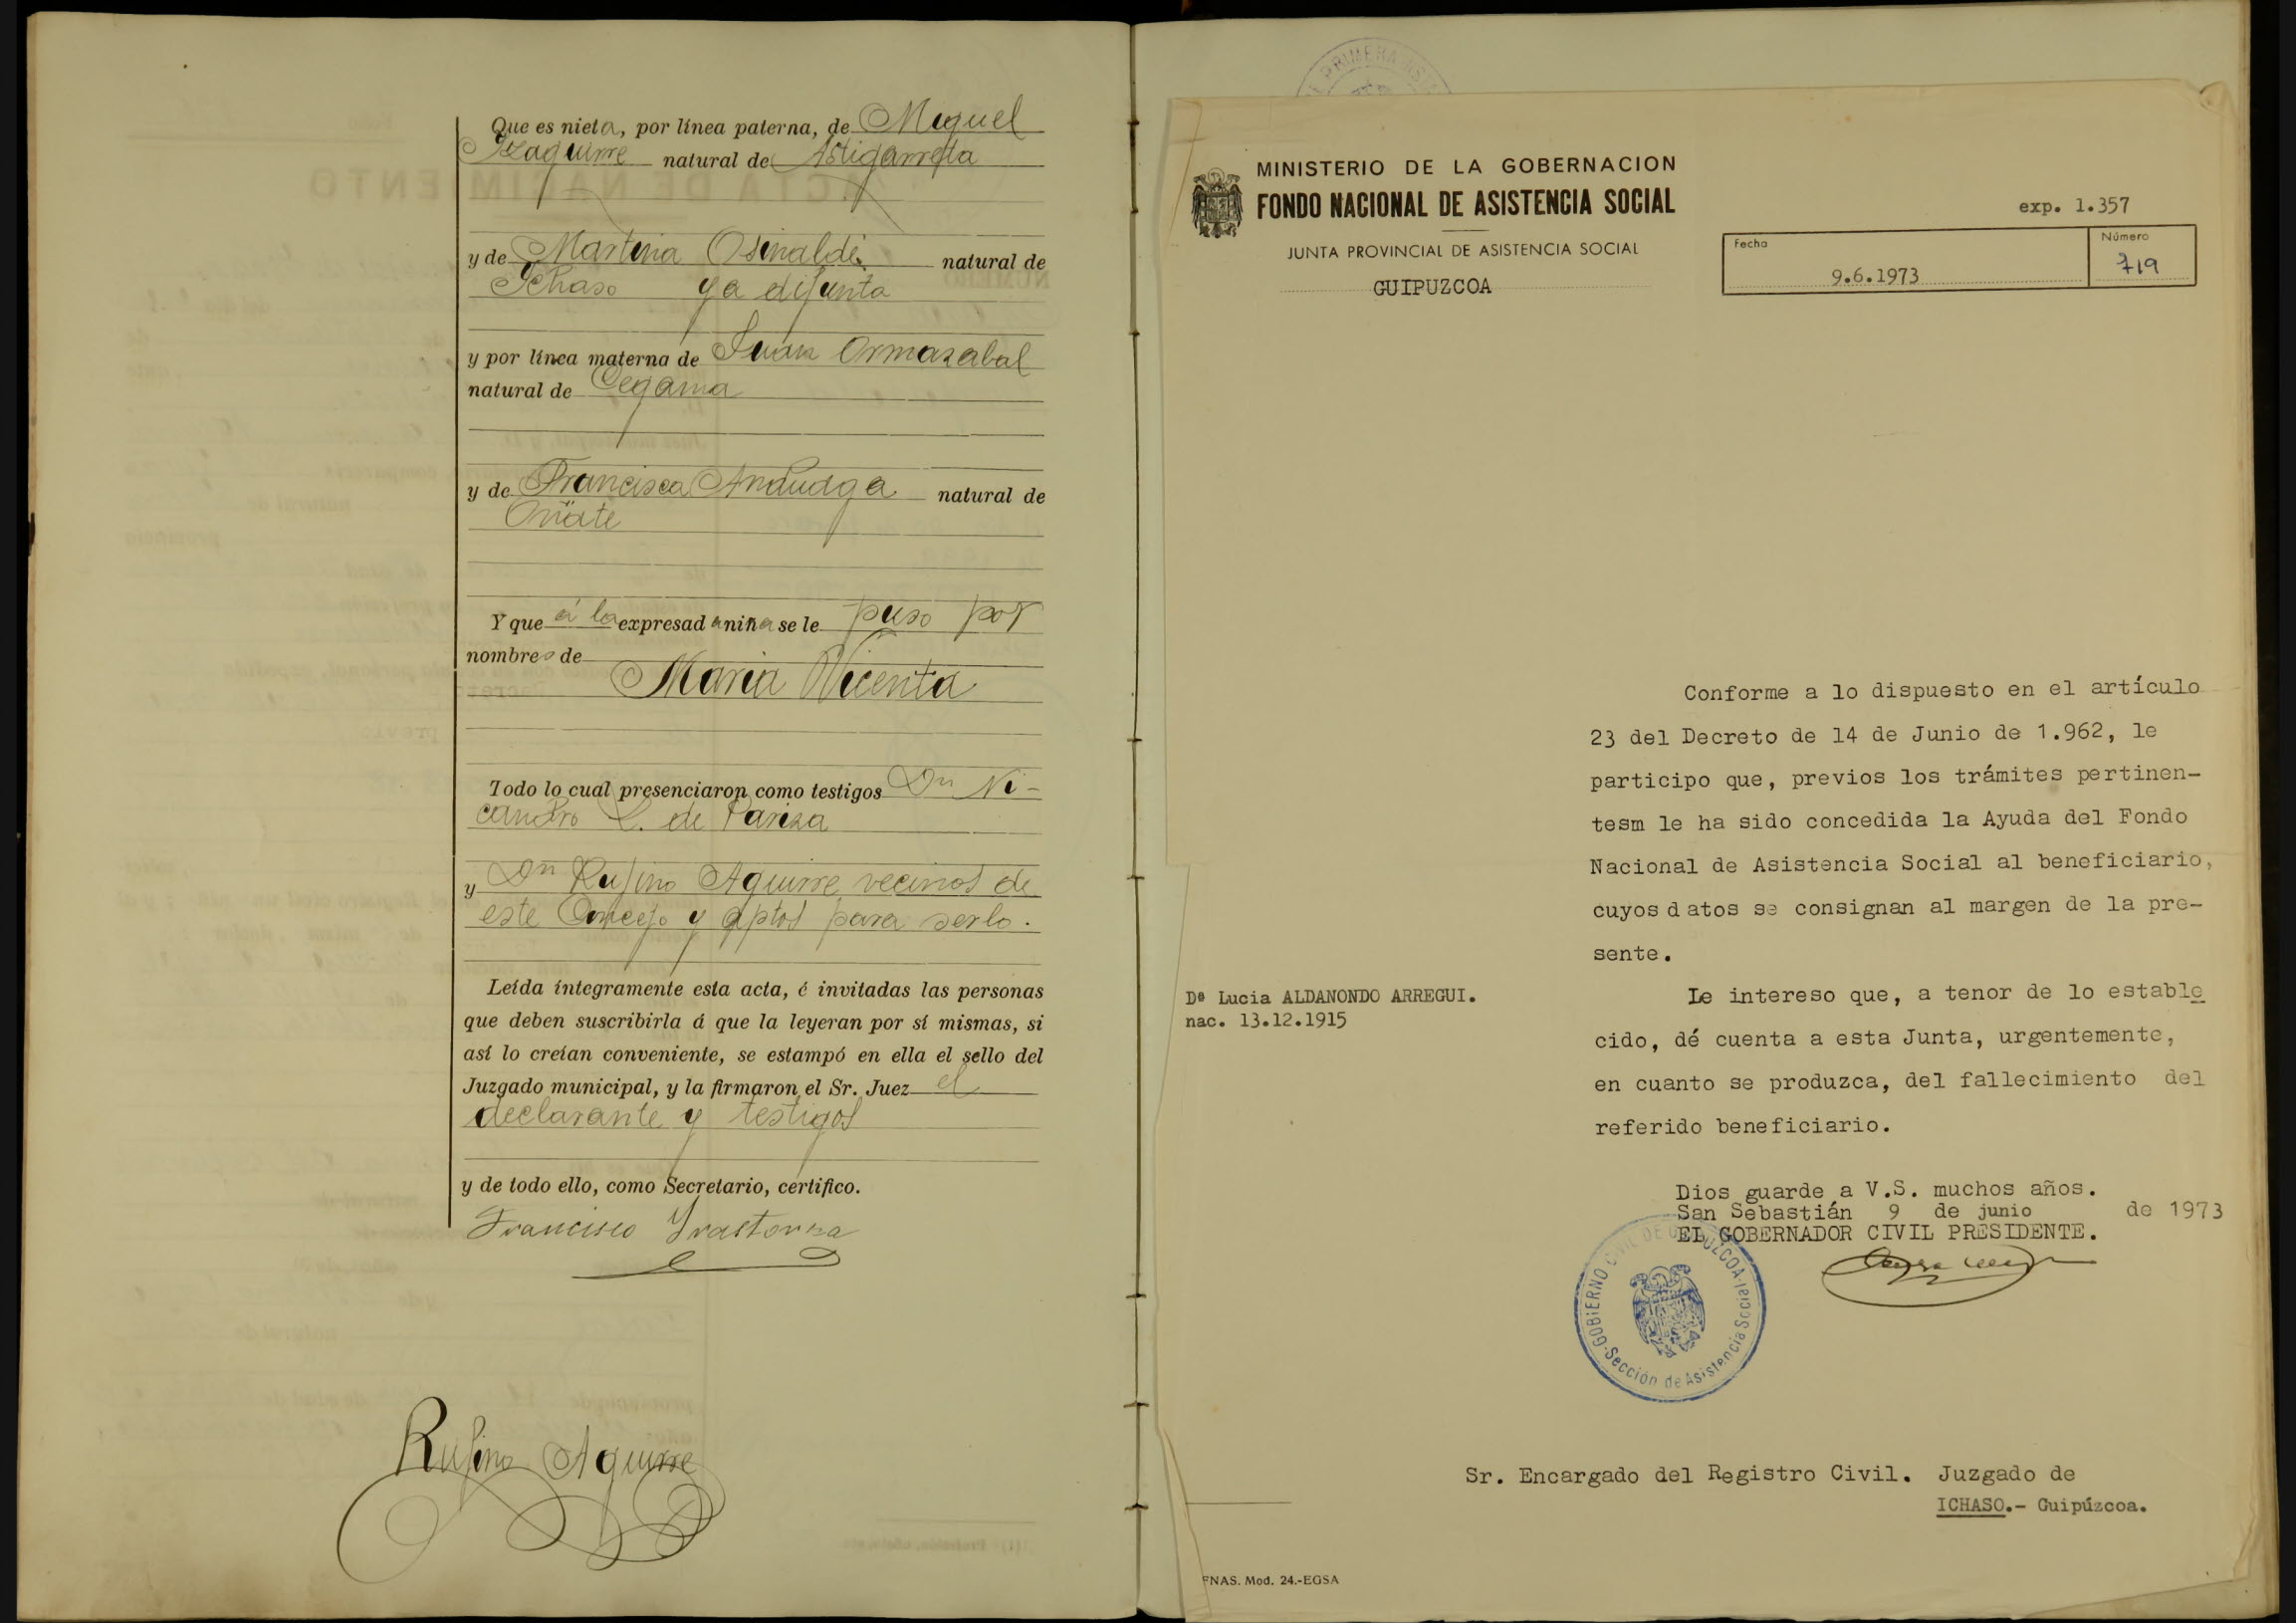 Que es nieta, por línea paterna, de Miguel
Yzaguirre natural de Astigarreta
y de Martina Osinalde natural de
Ychaso ya difunta
y por línea materna de Juan Ormazabal
natural de Cegama
y de Francisca Anduaga natural de
Oñate
Y que á la expresada niña se le puso por
nombres de
Maria Vicenta
Todo lo cual presenciaron como testigos Dn Ni-
candro L. de Pariza
y Dn Rufino Aguirre vecinos de
este Concejo y aptos para serlo.
Leída íntegramente esta acta, é invitadas las personas
que deben suscribirla á que la leyeran por sí mismas, si
así lo creían conveniente, se estampó en ella el sello del
Juzgado municipal, y la firmaron el Sr. Juez el
declarante y testigos
y de todo ello, como Secretario, certifico.
Francisco Yrastorza
Rufino Aguirre
PRIMERA
MINISTERIO DE LA GOBERNACION
FONDO NACIONAL DE ASISTENCIA SOCIAL
JUNTA PROVINCIAL DE ASISTENCIA SOCIAL
GUIPUZCOA
exp. 1.357
Fecha
9.6.1973
Número
719
Conforme a lo dispuesto en el artículo
23 del Decreto de 14 de Junio de 1.962, le
participo que, previos los trámites pertinen-
tesm le ha sido concedida la Ayuda del Fondo
Nacional de Asistencia Social al beneficiario,
cuyos datos se consignan al margen de la pre-
sente.
Dª Lucia ALDANONDO ARREGUI.
nac. 13.12.1915
Le intereso que, a tenor de lo estable
cido, dé cuenta a esta Junta, urgentemente,
en cuanto se produzca, del fallecimiento del
referido beneficiario.
Dios guarde a V.S. muchos años.
San Sebastián 9 de junio de 1973
EL GOBERNADOR CIVIL PRESIDENTE.
GOBIERNO CIVIL DE GUIPUZCOA
Sección de Asistencia Social
Sr. Encargado del Registro Civil. Juzgado de
ICHASO.- Guipúzcoa.
FNAS. Mod. 24.-EGSA